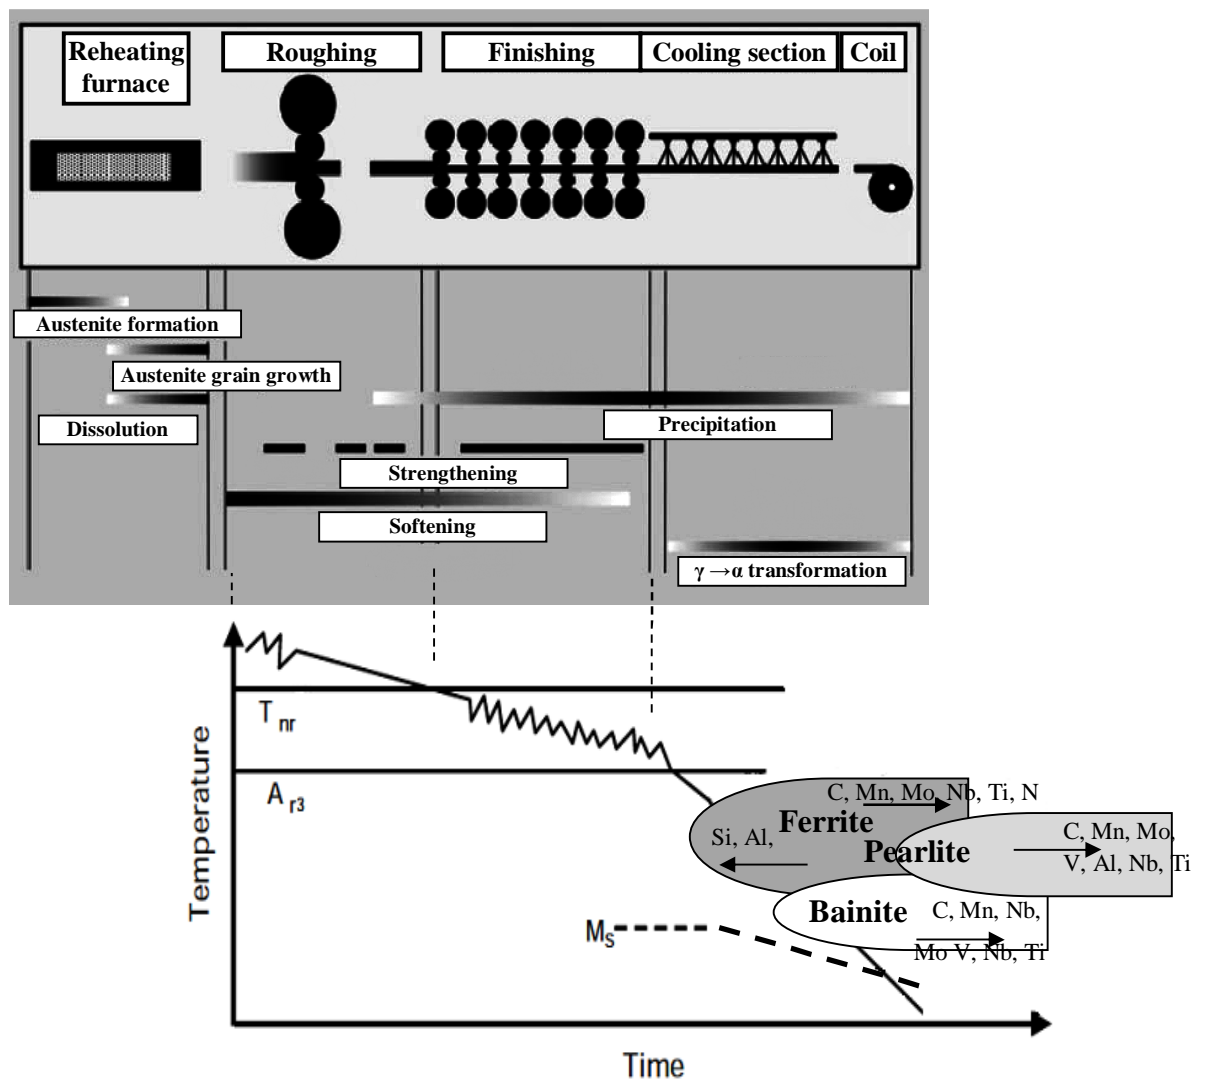 Reheating
furnace
Roughing
Finishing
Cooling section
Coil
Austenite formation
Austenite grain growth
Dissolution
Precipitation
Strengthening
Softening
γ →α transformation
Temperature
T nr
A r3
C, Mn, Mo, Nb, Ti, N
Ferrite
Si, Al,
Pearlite
C, Mn, Mo,
V, Al, Nb, Ti
Bainite
C, Mn, Nb,
Mo V, Nb, Ti
Ms
Time